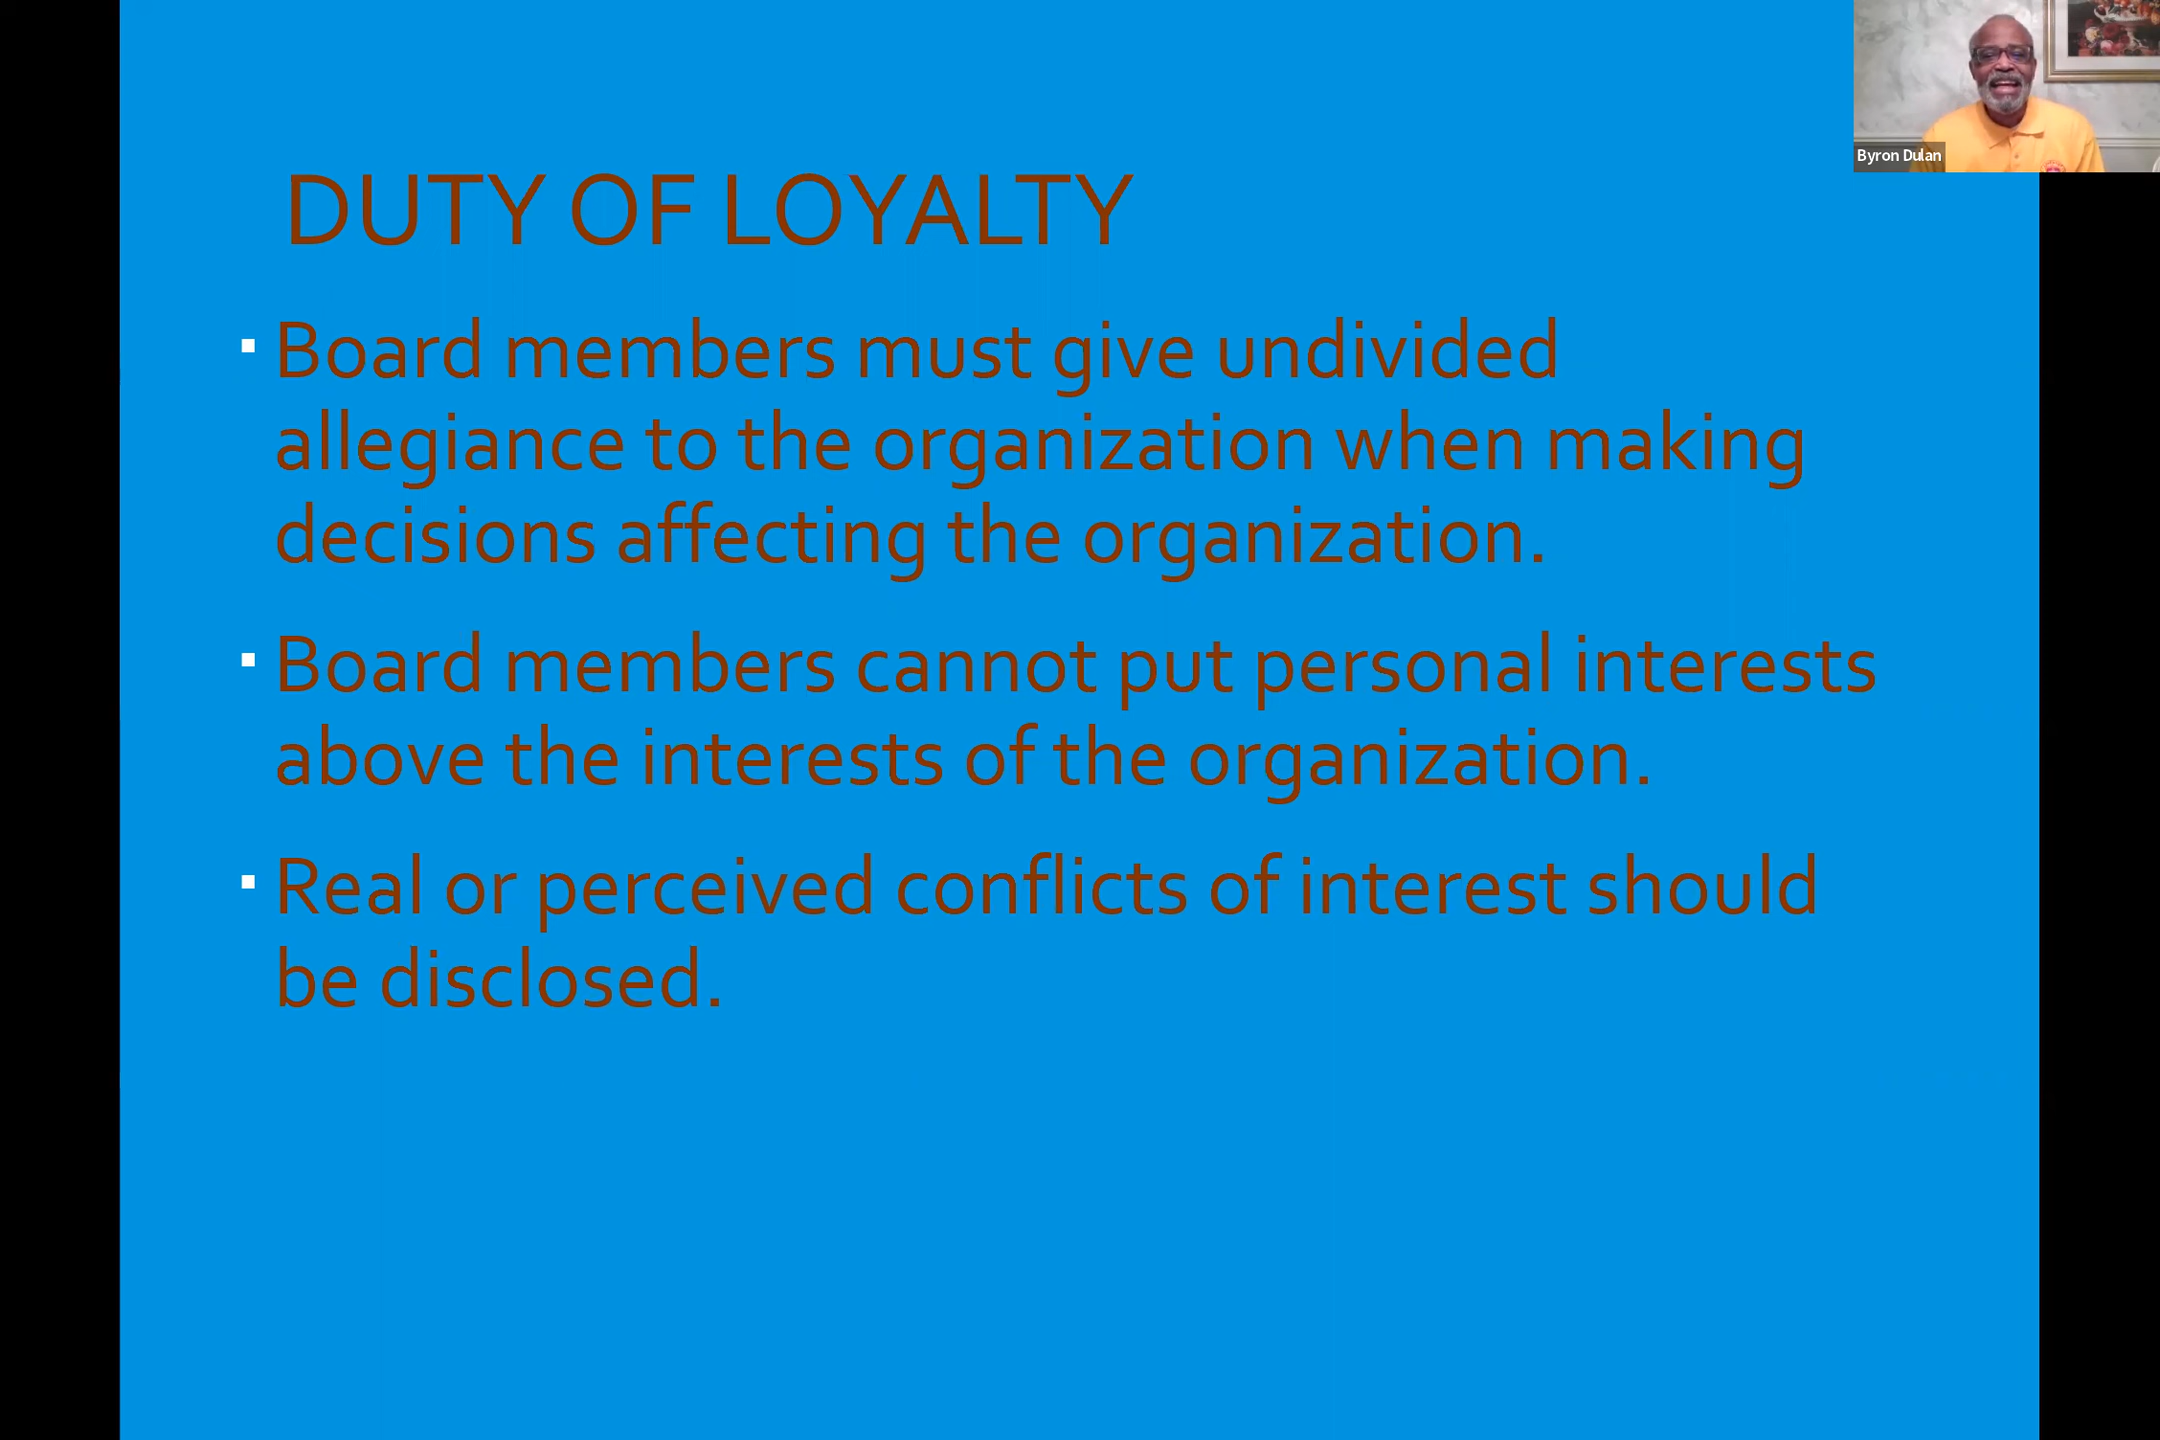 Byron Dulan
DUTY OF LOYALTY
▪ Board members must give undivided
allegiance to the organization when making
decisions affecting the organization.
▪ Board members cannot put personal interests
above the interests of the organization.
▪ Real or perceived conflicts of interest should
be disclosed.